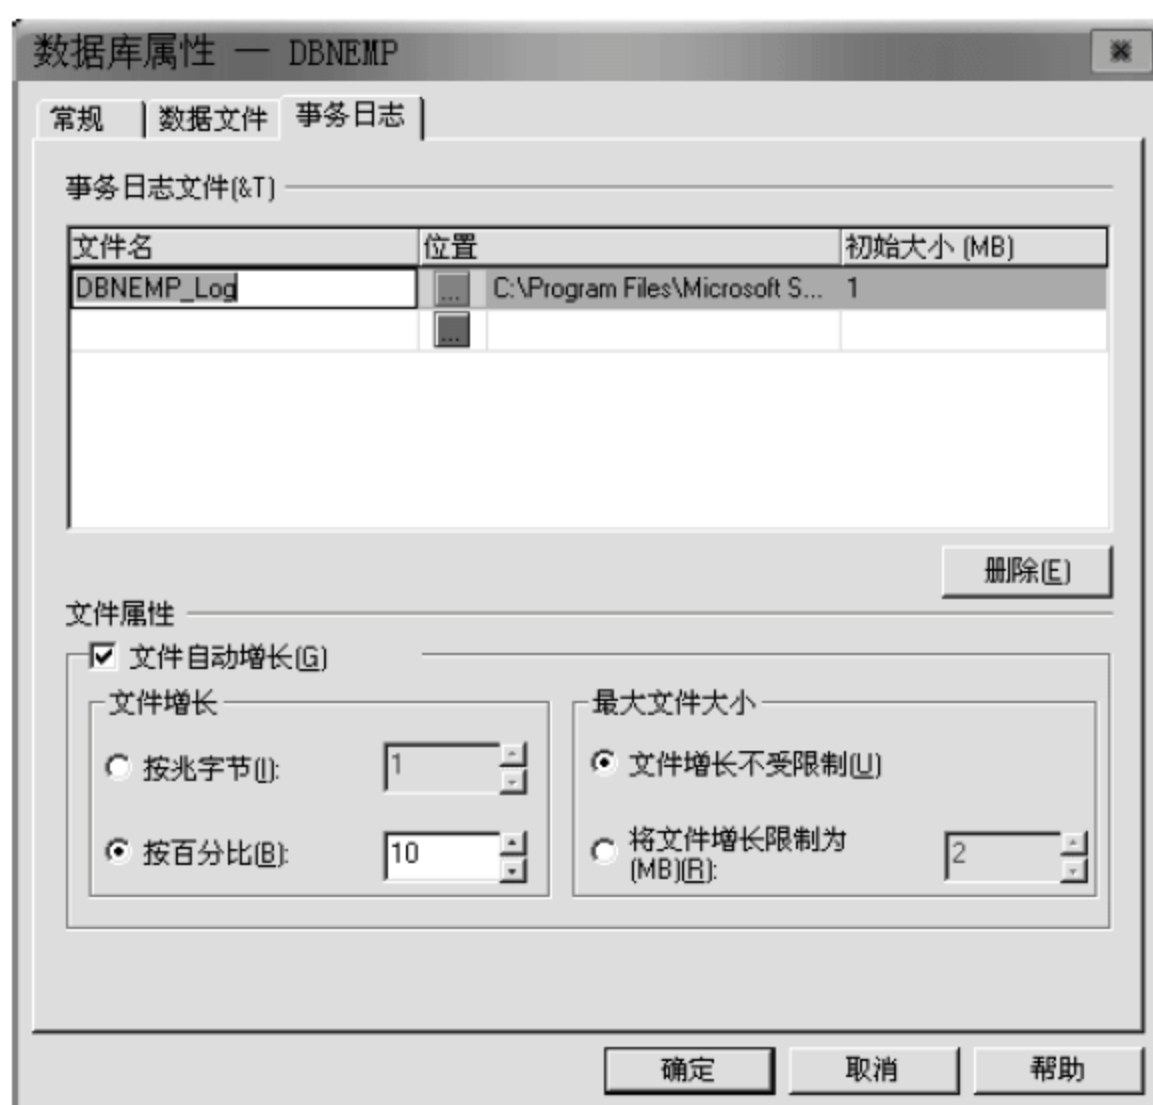 数据库属性 — DBNEMP
常规 数据文件 事务日志
事务日志文件(&T)
文件名 位置 初始大小 (MB)
DBNEMP_Log ... C:\Program Files\Microsoft S... 1
...
删除(E)
文件属性
文件自动增长(G)
文件增长 最大文件大小
按兆字节(I): 1 文件增长不受限制(U)
按百分比(B): 10 将文件增长限制为
(MB)(R): 2
确定 取消 帮助